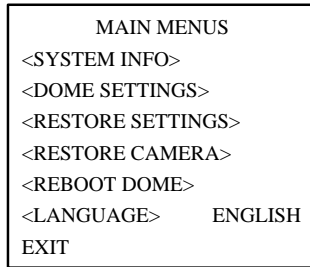 MAIN MENUS
<SYSTEM INFO>
<DOME SETTINGS>
<RESTORE SETTINGS>
<RESTORE CAMERA>
<REBOOT DOME>
<LANGUAGE> ENGLISH
EXIT